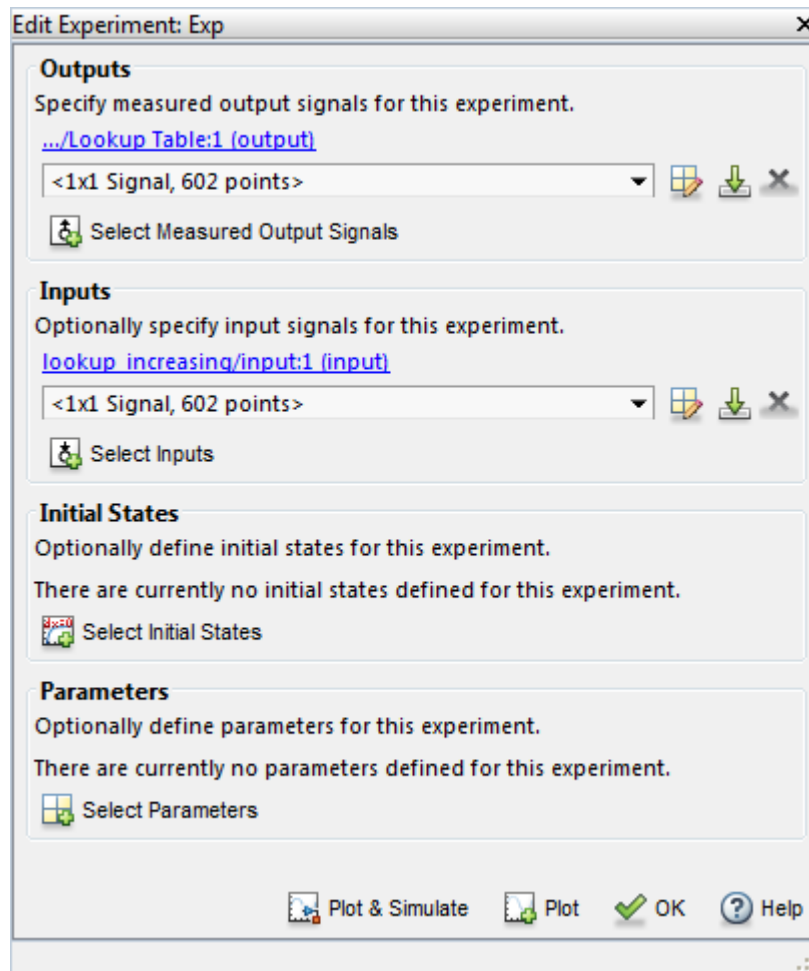 Edit Experiment: Exp
Outputs
Specify measured output signals for this experiment.
.../Lookup Table:1 (output)
<1x1 Signal, 602 points>
Select Measured Output Signals
Inputs
Optionally specify input signals for this experiment.
lookup_increasing/input:1 (input)
<1x1 Signal, 602 points>
Select Inputs
Initial States
Optionally define initial states for this experiment.
There are currently no initial states defined for this experiment.
Select Initial States
Parameters
Optionally define parameters for this experiment.
There are currently no parameters defined for this experiment.
Select Parameters
Plot & Simulate Plot OK Help